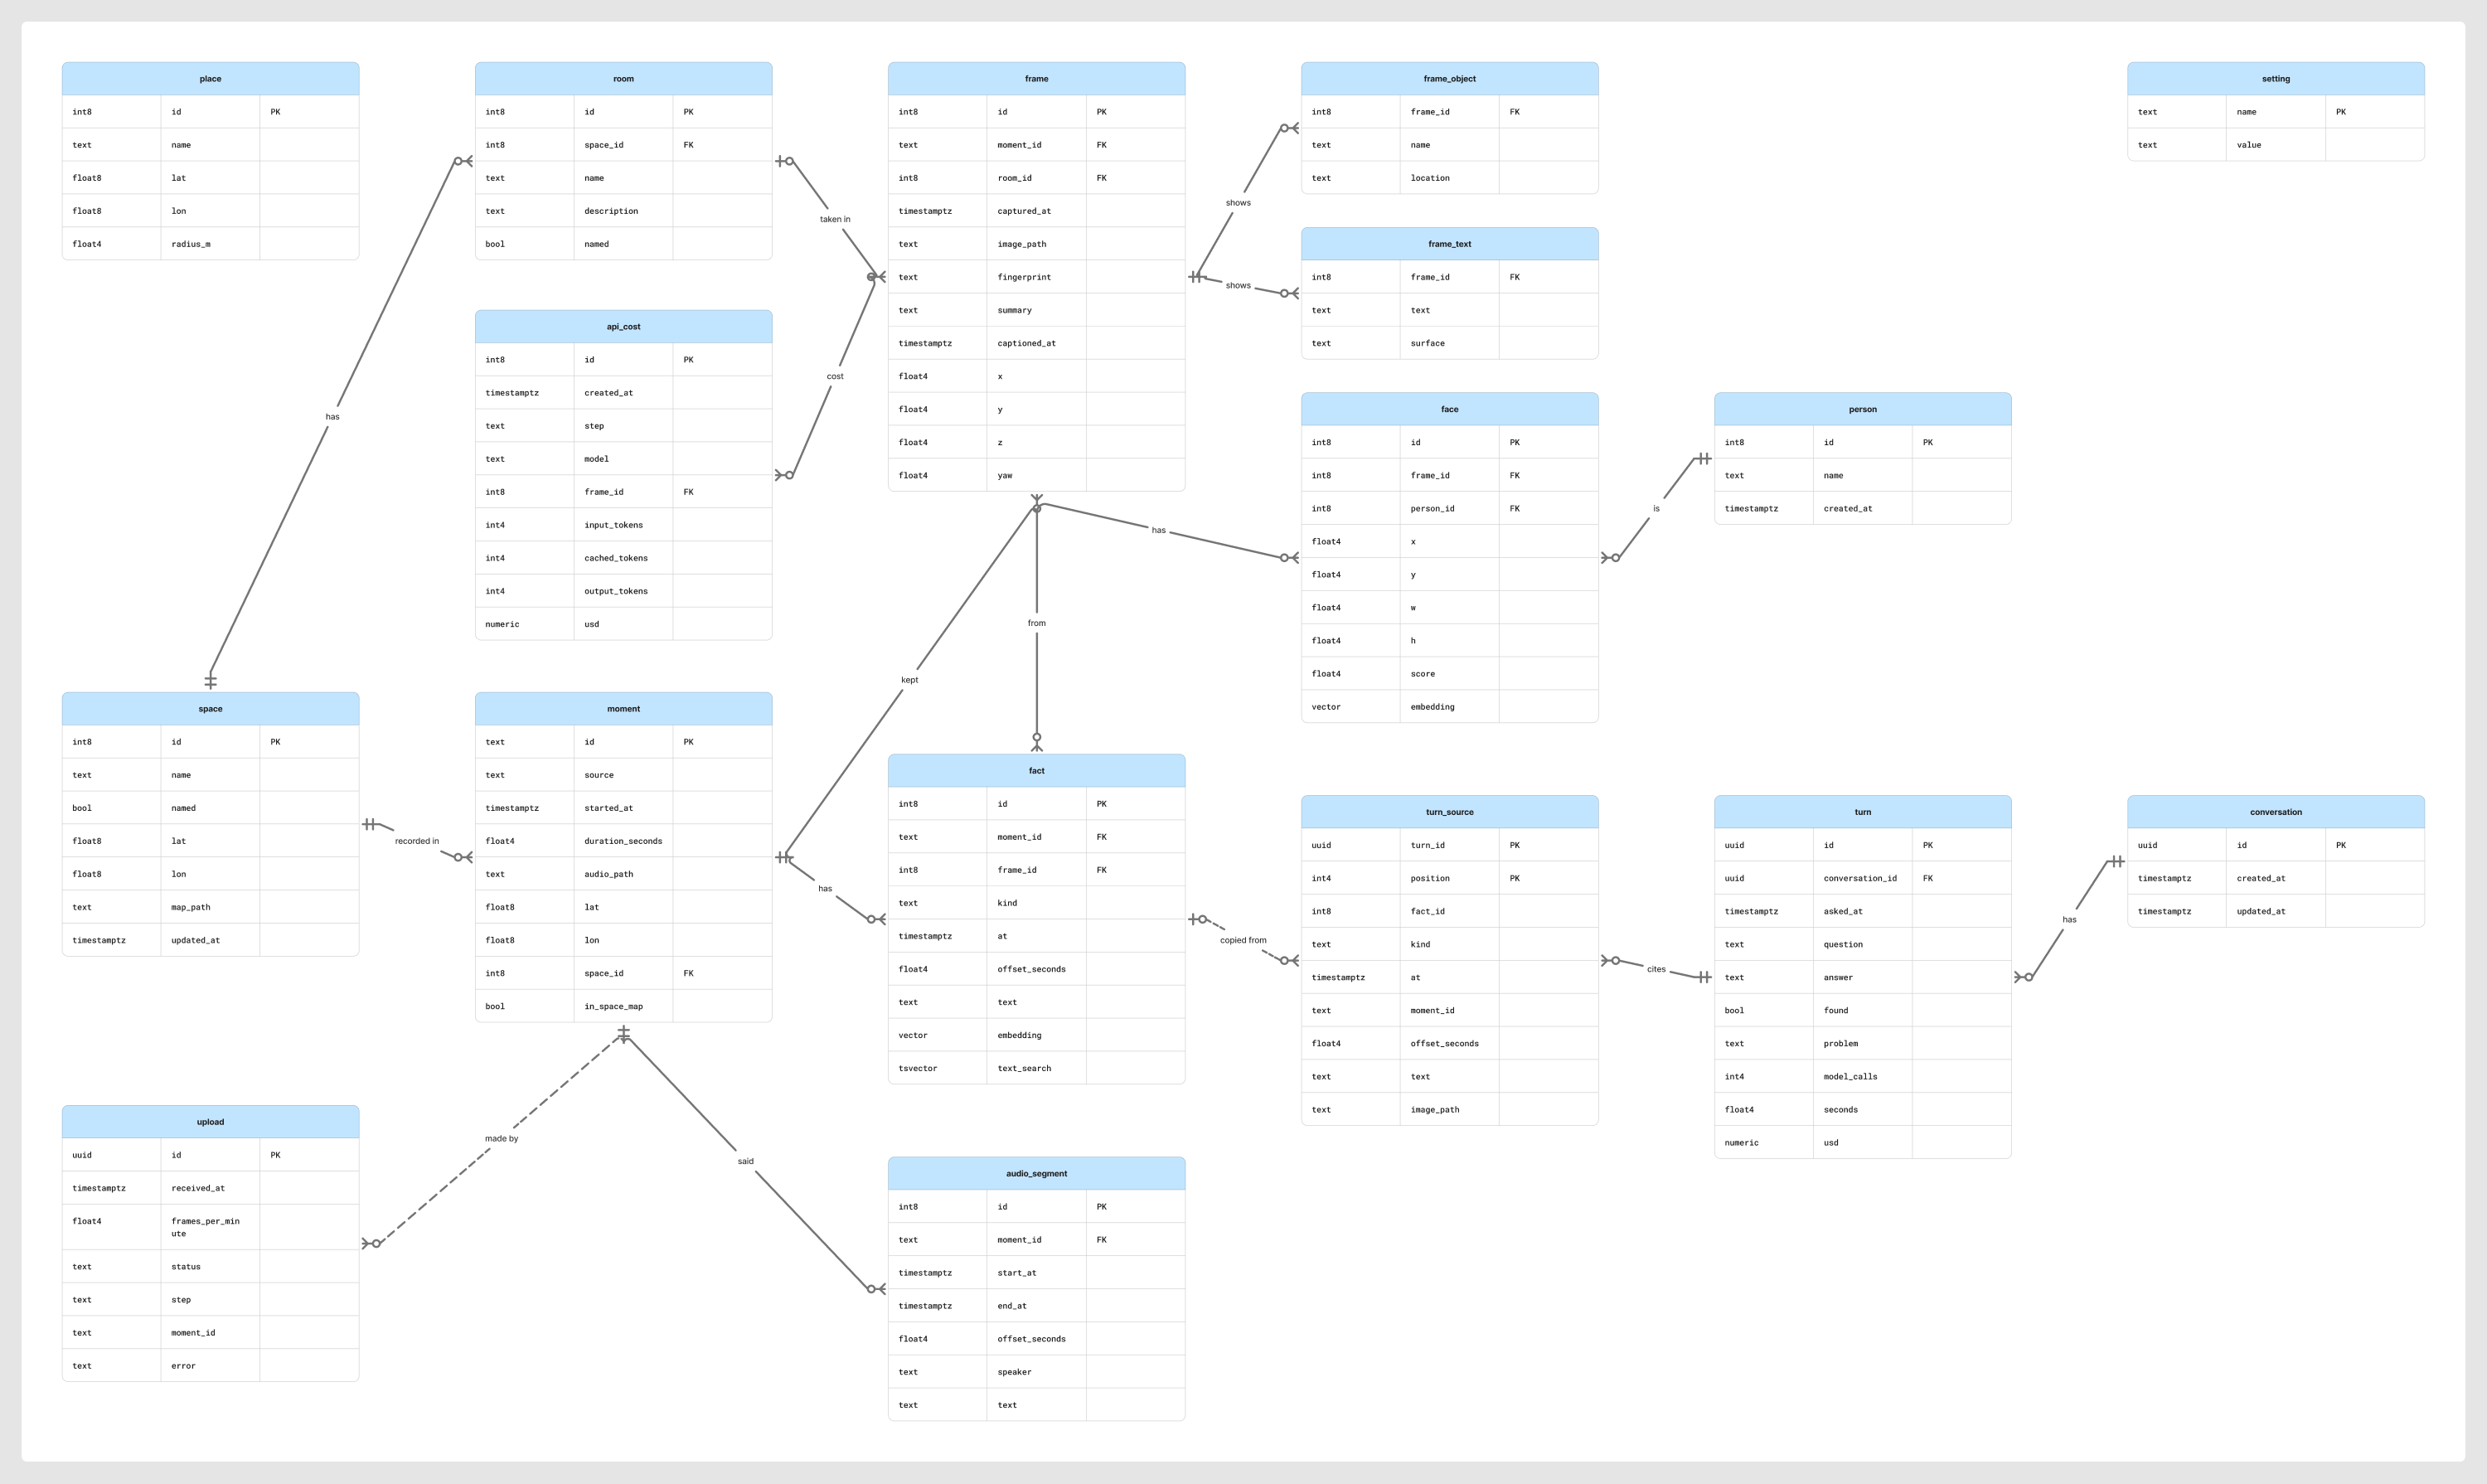 place
int8 id PK
text name
float8 lat
float8 lon
float4 radius_m
room
int8 id PK
int8 space_id FK
text name
text description
bool named
frame
int8 id PK
text moment_id FK
int8 room_id FK
timestamptz captured_at
text image_path
text fingerprint
text summary
timestamptz captioned_at
float4 x
float4 y
float4 z
float4 yaw
frame_object
int8 frame_id FK
text name
text location
setting
text name PK
text value
frame_text
int8 frame_id FK
text text
text surface
shows
shows
taken in
cost
has
api_cost
int8 id PK
timestamptz created_at
text step
text model
int8 frame_id FK
int4 input_tokens
int4 cached_tokens
int4 output_tokens
numeric usd
face
int8 id PK
int8 frame_id FK
int8 person_id FK
float4 x
float4 y
float4 w
float4 h
float4 score
vector embedding
person
int8 id PK
text name
timestamptz created_at
is
has
from
kept
space
int8 id PK
text name
bool named
float8 lat
float8 lon
text map_path
timestamptz updated_at
recorded in
moment
text id PK
text source
timestamptz started_at
float4 duration_seconds
text audio_path
float8 lat
float8 lon
int8 space_id FK
bool in_space_map
has
fact
int8 id PK
text moment_id FK
int8 frame_id FK
text kind
timestamptz at
float4 offset_seconds
text text
vector embedding
tsvector text_search
copied from
turn_source
uuid turn_id PK
int4 position PK
int8 fact_id
text kind
timestamptz at
text moment_id
float4 offset_seconds
text text
text image_path
cites
turn
uuid id PK
uuid conversation_id FK
timestamptz asked_at
text question
text answer
bool found
text problem
int4 model_calls
float4 seconds
numeric usd
has
conversation
uuid id PK
timestamptz created_at
timestamptz updated_at
upload
uuid id PK
timestamptz received_at
float4 frames_per_min
ute
text status
text step
text moment_id
text error
made by
said
audio_segment
int8 id PK
text moment_id FK
timestamptz start_at
timestamptz end_at
float4 offset_seconds
text speaker
text text